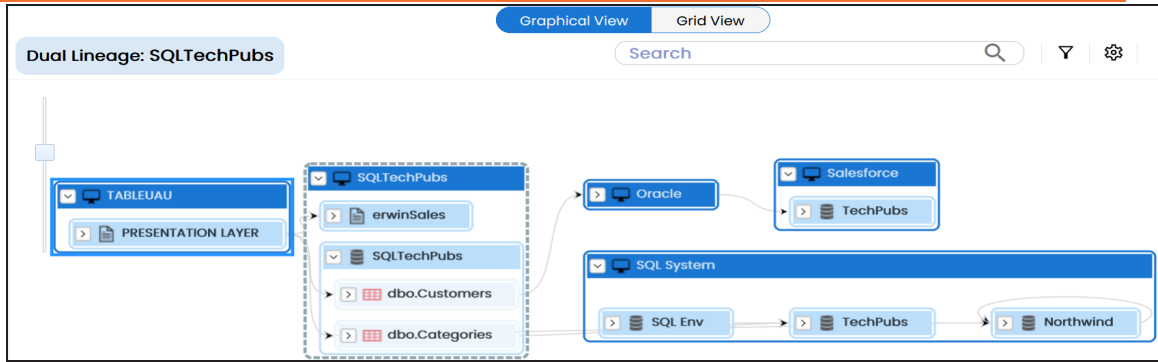 Graphical View
Grid View
Dual Lineage: SQLTechPubs
Search
TABLEUAU
PRESENTATION LAYER
SQLTechPubs
erwinSales
SQLTechPubs
dbo.Customers
dbo.Categories
Oracle
Salesforce
TechPubs
SQL System
SQL Env
TechPubs
Northwind